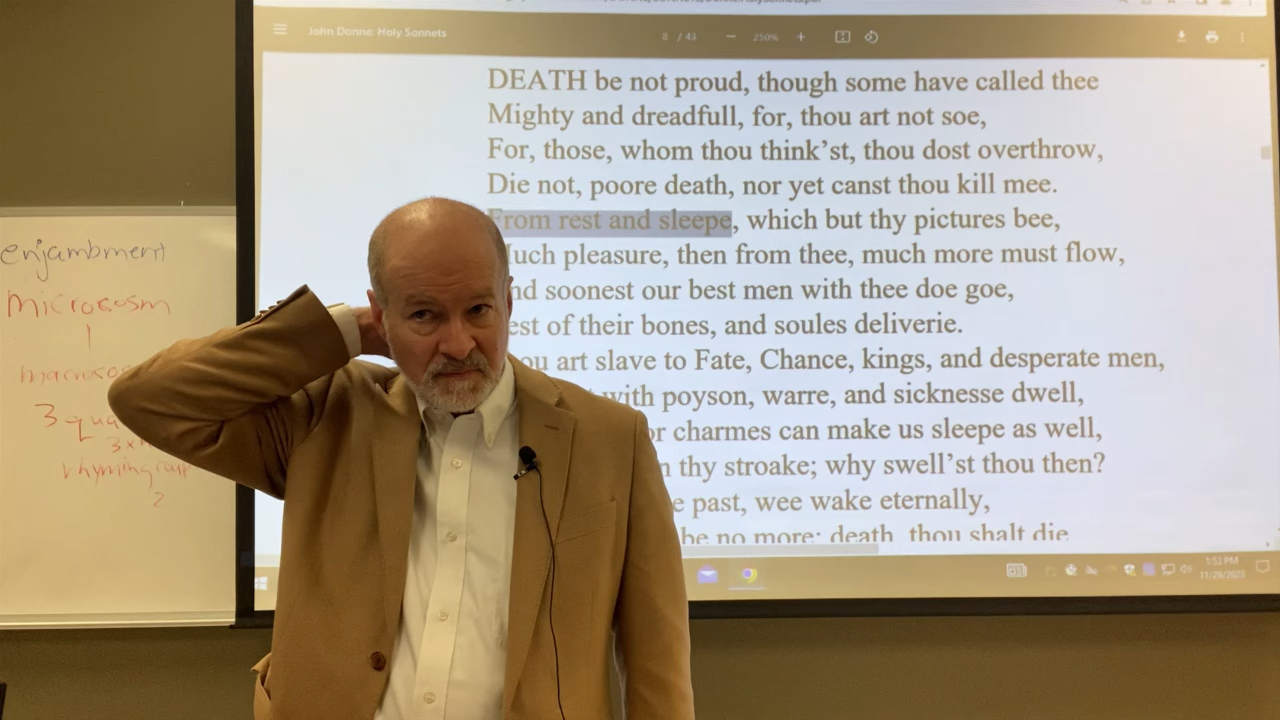 enjambment
microcosm
3
rhyming
2
John Donne: Holy Sonnets
8 / 43
250%
DEATH be not proud, though some have called thee
Mighty and dreadfull, for, thou art not soe,
For, those, whom thou think’st, thou dost overthrow,
Die not, poore death, nor yet canst thou kill mee.
From rest and sleepe, which but thy pictures bee,
Much pleasure, then from thee, much more must flow,
nd soonest our best men with thee doe goe,
est of their bones, and soules deliverie.
ou art slave to Fate, Chance, kings, and desperate men,
with poyson, warre, and sicknesse dwell,
or charmes can make us sleepe as well,
thy stroake; why swell’st thou then?
past, wee wake eternally,
be no more; death, thou shalt die
1:53 PM
11/29/2023